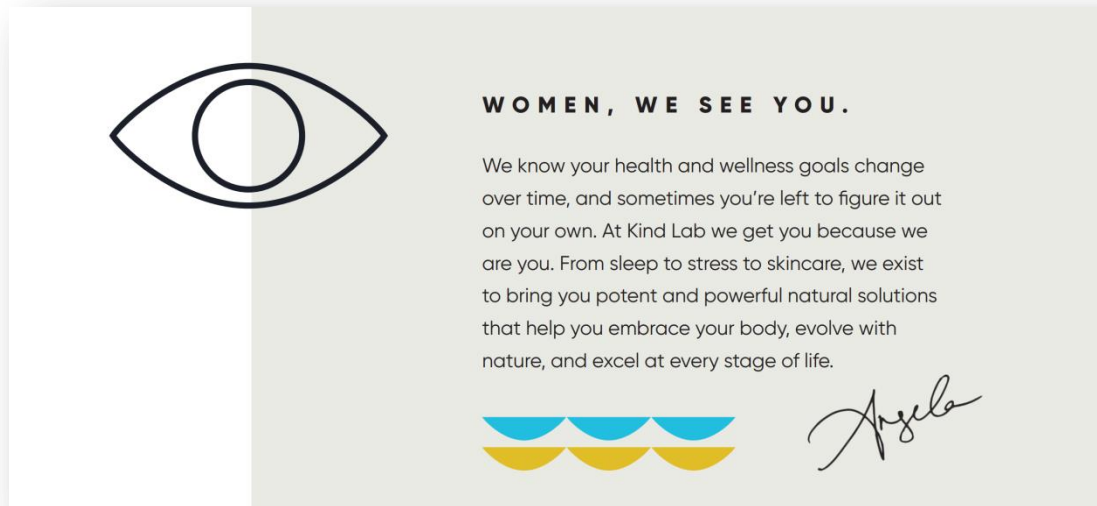 WOMEN, WE SEE YOU.
We know your health and wellness goals change
over time, and sometimes you’re left to figure it out
on your own. At Kind Lab we get you because we
are you. From sleep to stress to skincare, we exist
to bring you potent and powerful natural solutions
that help you embrace your body, evolve with
nature, and excel at every stage of life.
Angela